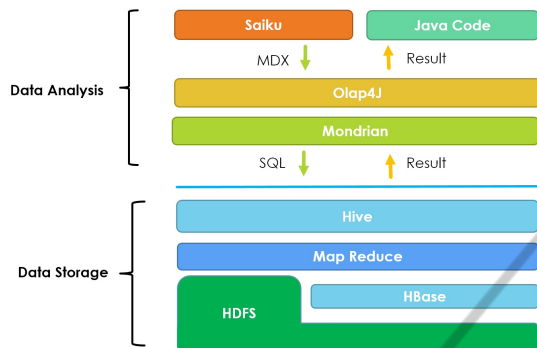 Saiku
Java Code
MDX
Result
Data Analysis
Olap4J
Mondrian
SQL
Result
Hive
Map Reduce
Data Storage
HBase
HDFS